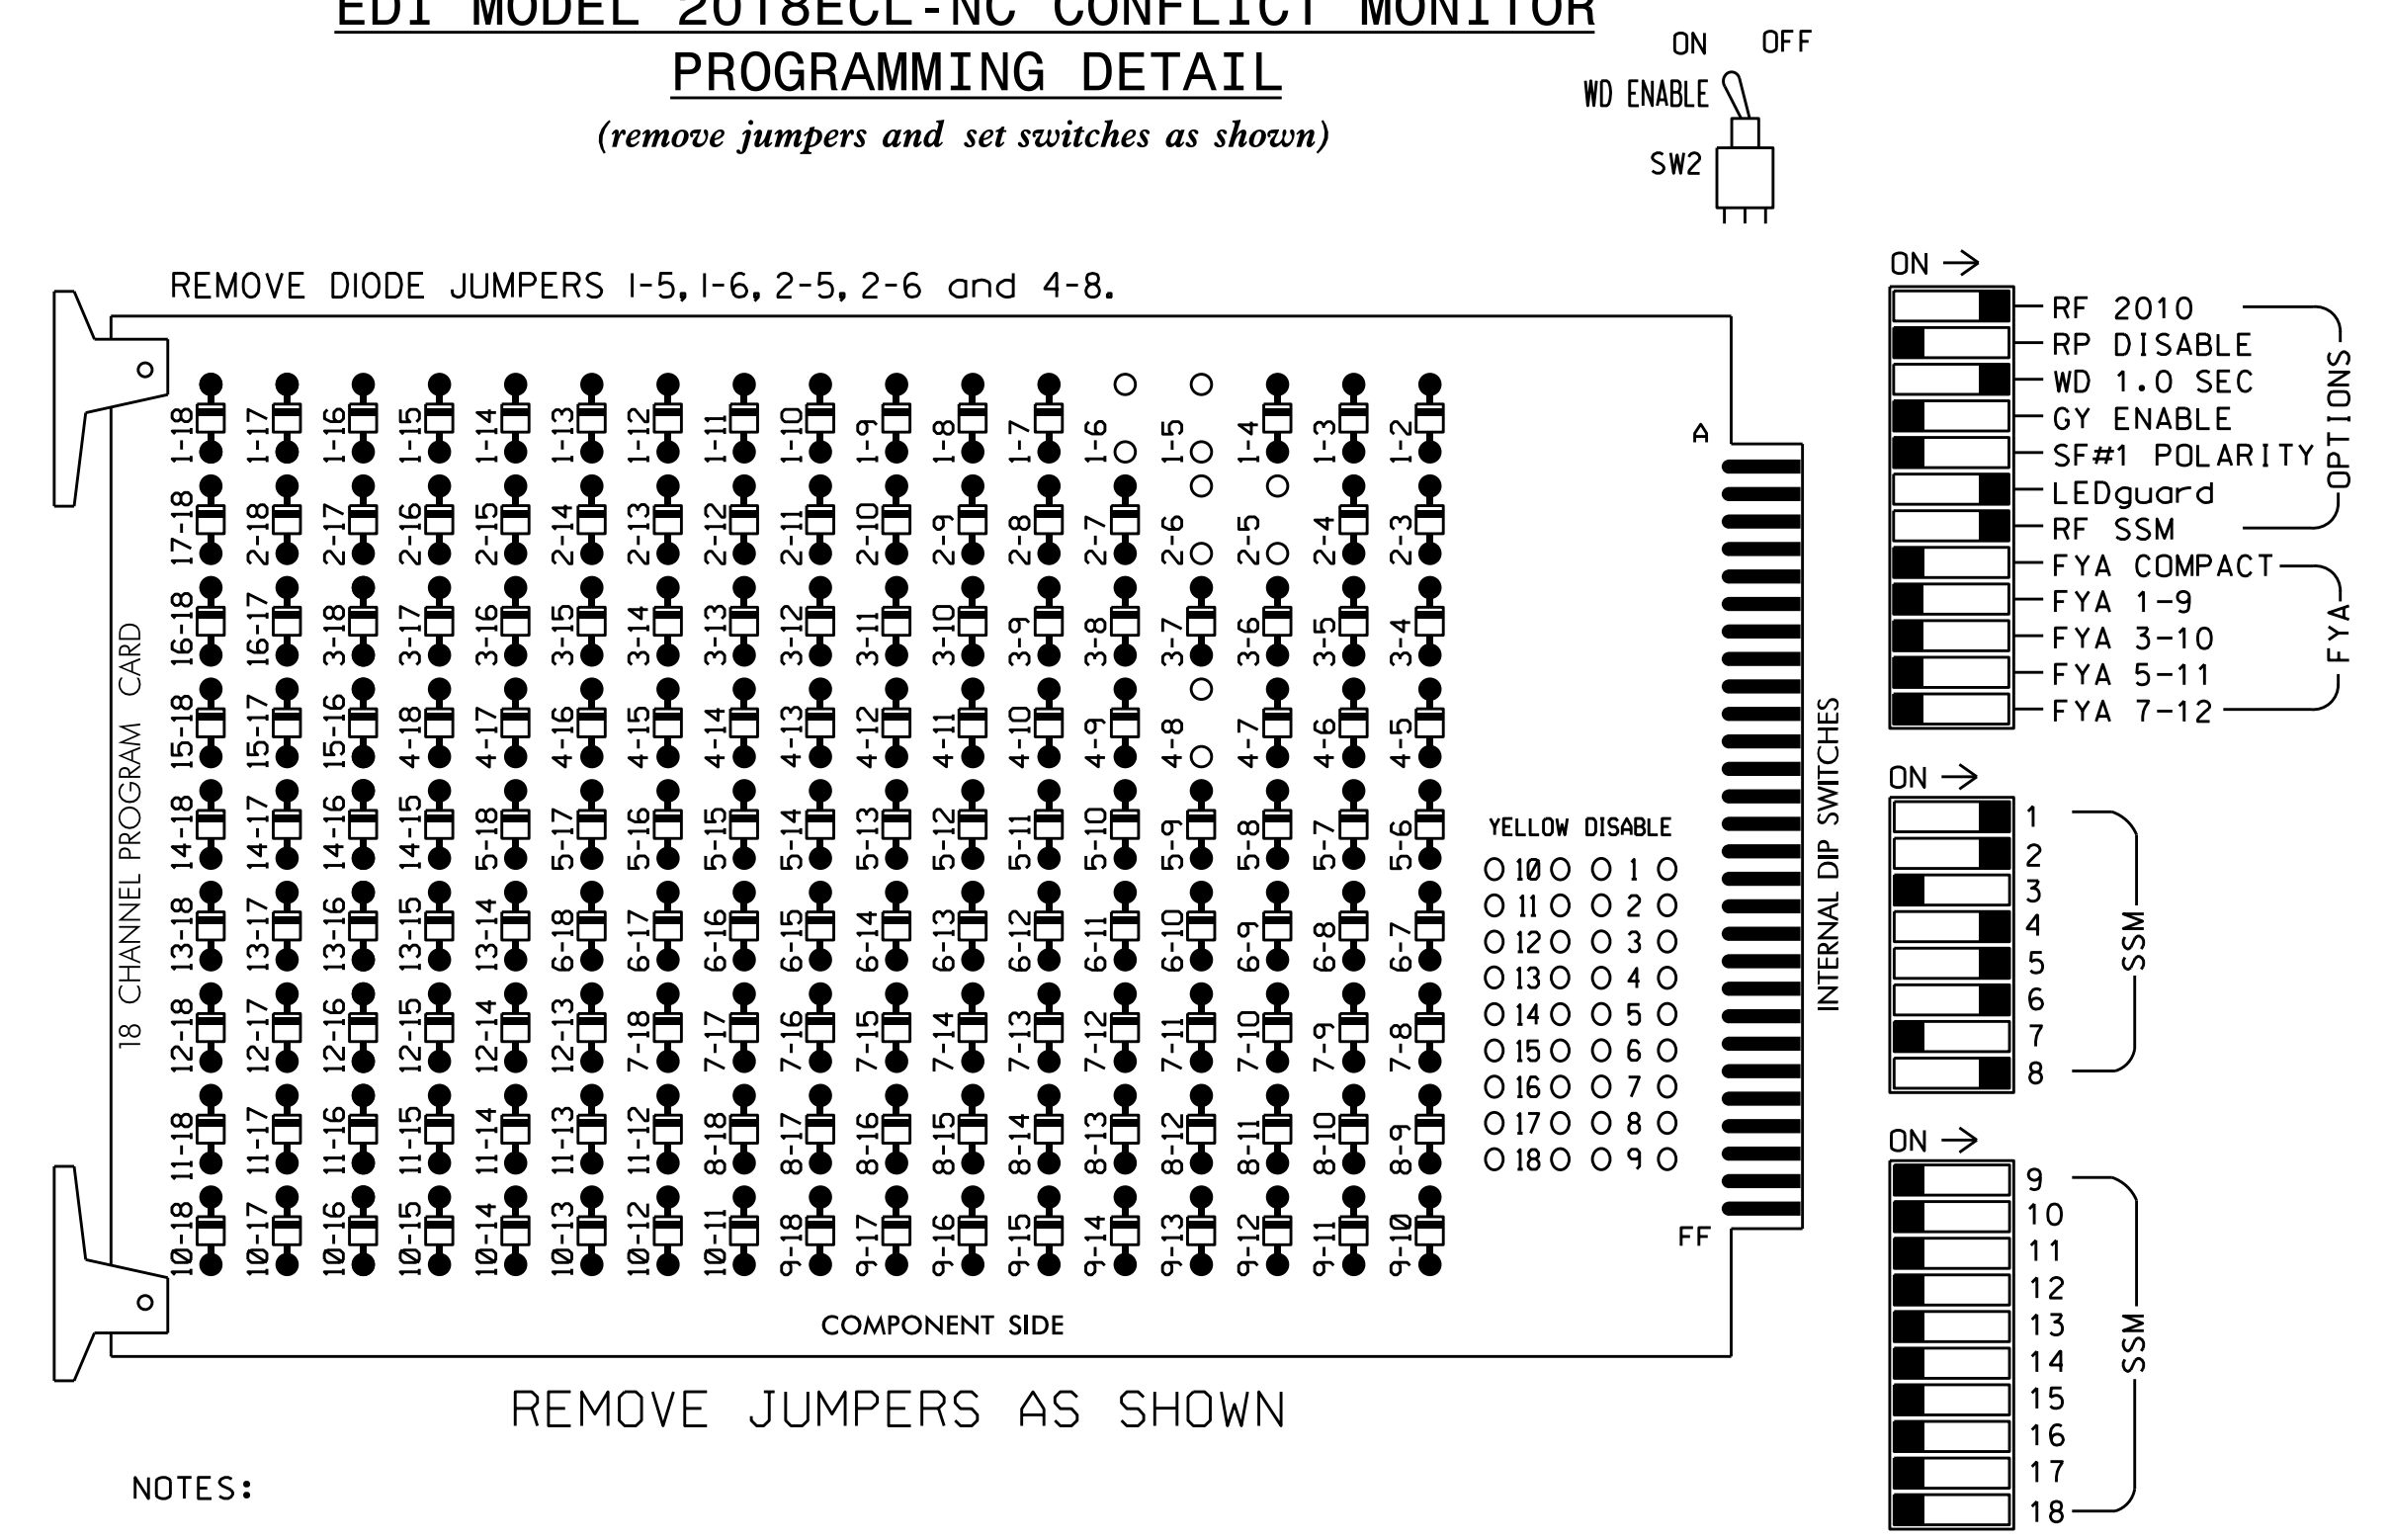 EDI MODEL 2018ECL-NC CONFLICT MONITOR
PROGRAMMING DETAIL
(remove jumpers and set switches as shown)
ON OFF
WD ENABLE
SW2
REMOVE DIODE JUMPERS 1-5, 1-6, 2-5, 2-6 and 4-8.
18 CHANNEL PROGRAM CARD
1-18 1-17 1-16 1-15 1-14 1-13 1-12 1-11 1-10 1-9 1-8 1-7 1-6 1-5 1-4 1-3 1-2
17-18 2-18 2-17 2-16 2-15 2-14 2-13 2-12 2-11 2-10 2-9 2-8 2-7 2-6 2-5 2-4 2-3
16-18 16-17 3-18 3-17 3-16 3-15 3-14 3-13 3-12 3-11 3-10 3-9 3-8 3-7 3-6 3-5 3-4
15-18 15-17 15-16 4-18 4-17 4-16 4-15 4-14 4-13 4-12 4-11 4-10 4-9 4-8 4-7 4-6 4-5
14-18 14-17 14-16 14-15 5-18 5-17 5-16 5-15 5-14 5-13 5-12 5-11 5-10 5-9 5-8 5-7 5-6
13-18 13-17 13-16 13-15 13-14 6-18 6-17 6-16 6-15 6-14 6-13 6-12 6-11 6-10 6-9 6-8 6-7
12-18 12-17 12-16 12-15 12-14 12-13 7-18 7-17 7-16 7-15 7-14 7-13 7-12 7-11 7-10 7-9 7-8
11-18 11-17 11-16 11-15 11-14 11-13 11-12 8-18 8-17 8-16 8-15 8-14 8-13 8-12 8-11 8-10 8-9
10-18 10-17 10-16 10-15 10-14 10-13 10-12 10-11 9-18 9-17 9-16 9-15 9-14 9-13 9-12 9-11 9-10
A
YELLOW DISABLE
10 1
11 2
12 3
13 4
14 5
15 6
16 7
17 8
18 9
FF
COMPONENT SIDE
INTERNAL DIP SWITCHES
ON
RF 2010
RP DISABLE
WD 1.0 SEC
GY ENABLE
SF#1 POLARITY
LEDguard
RF SSM
OPTIONS
FYA COMPACT
FYA 1-9
FYA 3-10
FYA 5-11
FYA 7-12
FYA
ON
1
2
3
4
5
6
7
8
SSM
ON
9
10
11
12
13
14
15
16
17
18
SSM
REMOVE JUMPERS AS SHOWN
NOTES: